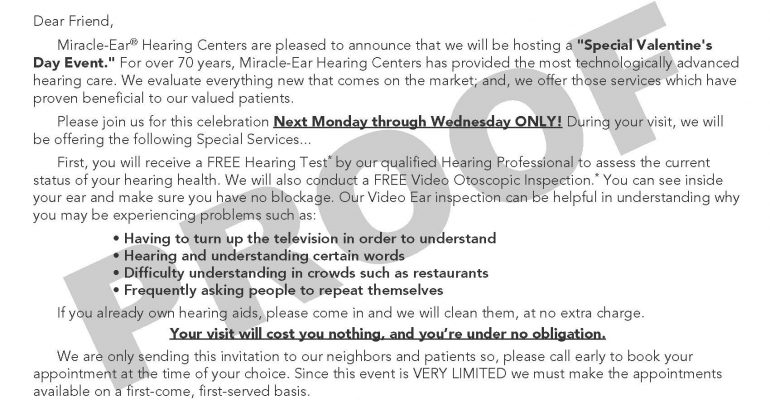 Dear Friend,
Miracle-Ear® Hearing Centers are pleased to announce that we will be hosting a "Special Valentine's
Day Event." For over 70 years, Miracle-Ear Hearing Centers has provided the most technologically advanced
hearing care. We evaluate everything new that comes on the market; and, we offer those services which have
proven beneficial to our valued patients.
Please join us for this celebration Next Monday through Wednesday ONLY! During your visit, we will
be offering the following Special Services...
First, you will receive a FREE Hearing Test* by our qualified Hearing Professional to assess the current
status of your hearing health. We will also conduct a FREE Video Otoscopic Inspection.* You can see inside
your ear and make sure you have no blockage. Our Video Ear inspection can be helpful in understanding why
you may be experiencing problems such as:
• Having to turn up the television in order to understand
• Hearing and understanding certain words
• Difficulty understanding in crowds such as restaurants
• Frequently asking people to repeat themselves
If you already own hearing aids, please come in and we will clean them, at no extra charge.
Your visit will cost you nothing, and you're under no obligation.
We are only sending this invitation to our neighbors and patients so, please call early to book your
appointment at the time of your choice. Since this event is VERY LIMITED we must make the appointments
available on a first-come, first-served basis.
PROOF